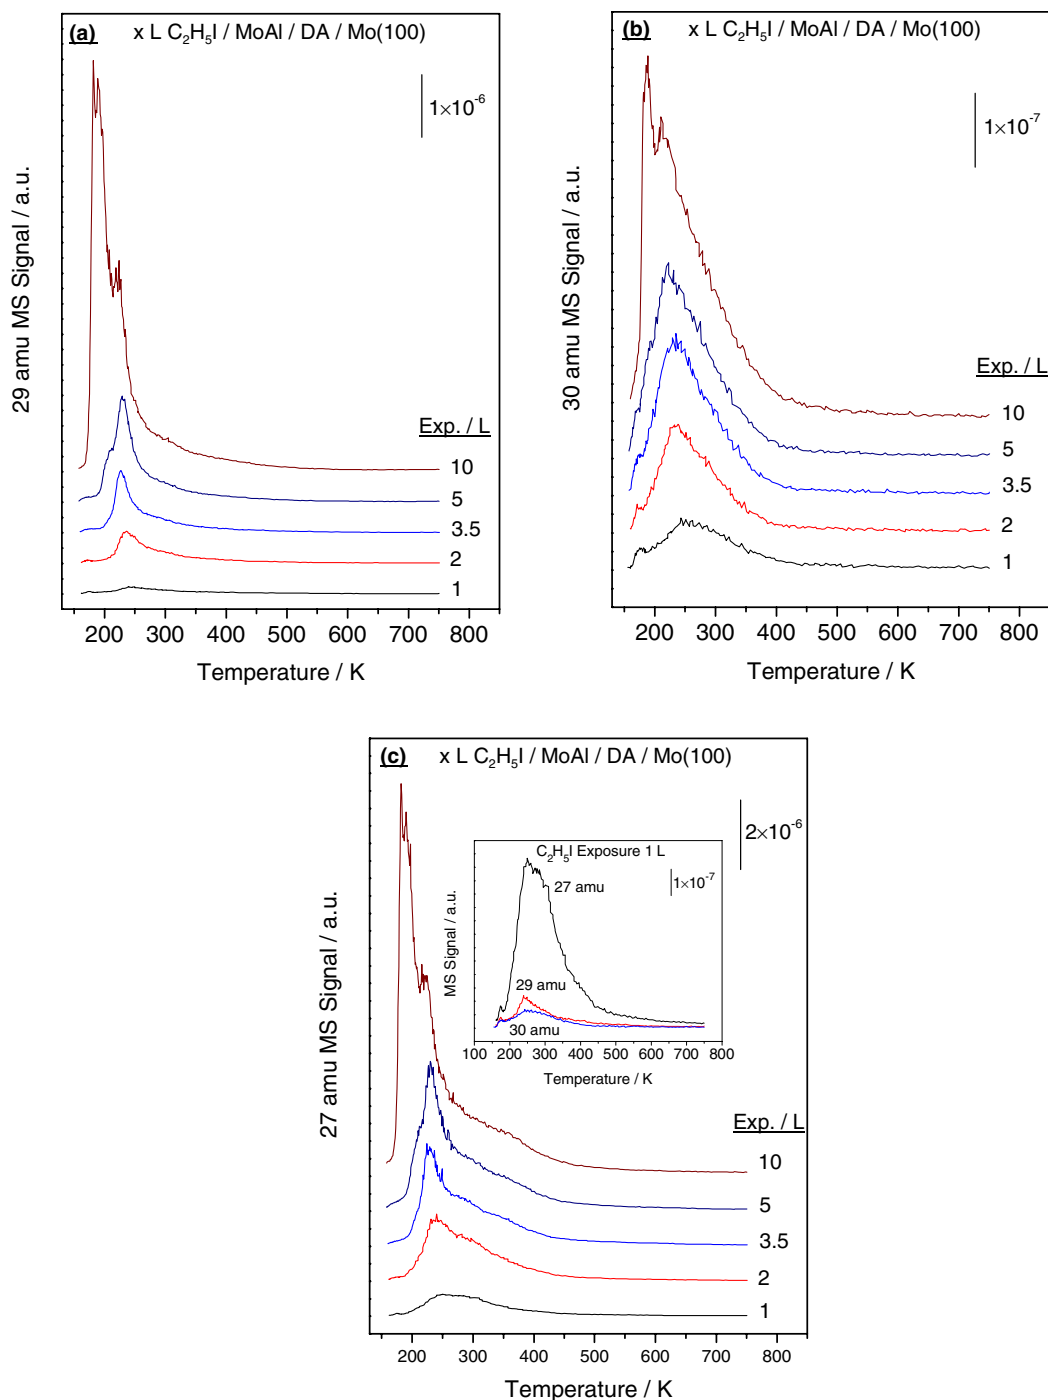 (a) x L C₂H₅I / MoAl / DA / Mo(100)
1×10⁻⁶
29 amu MS Signal / a.u.
Exp. / L
10
5
3.5
2
1
200 300 400 500 600 700 800
Temperature / K
(b) x L C₂H₅I / MoAl / DA / Mo(100)
1×10⁻⁷
30 amu MS Signal / a.u.
Exp. / L
10
5
3.5
2
1
200 300 400 500 600 700 800
Temperature / K
(c) x L C₂H₅I / MoAl / DA / Mo(100)
2×10⁻⁶
27 amu MS Signal / a.u.
C₂H₅I Exposure 1 L
1×10⁻⁷
27 amu
MS Signal / a.u.
29 amu
30 amu
100 200 300 400 500 600 700 800
Temperature / K
Exp. / L
10
5
3.5
2
1
200 300 400 500 600 700 800
Temperature / K